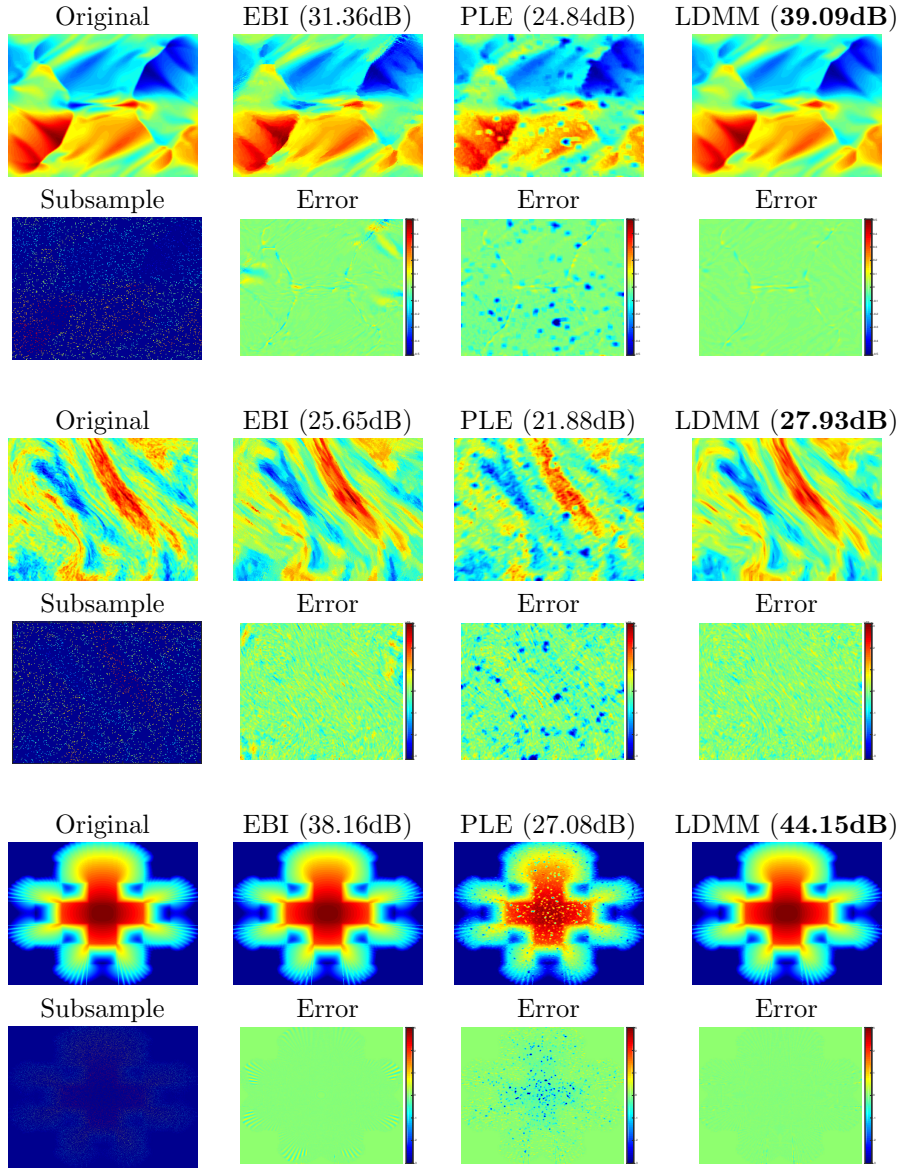 Original EBI (31.36dB) PLE (24.84dB) LDMM (39.09dB)
Subsample Error Error Error
Original EBI (25.65dB) PLE (21.88dB) LDMM (27.93dB)
Subsample Error Error Error
Original EBI (38.16dB) PLE (27.08dB) LDMM (44.15dB)
Subsample Error Error Error